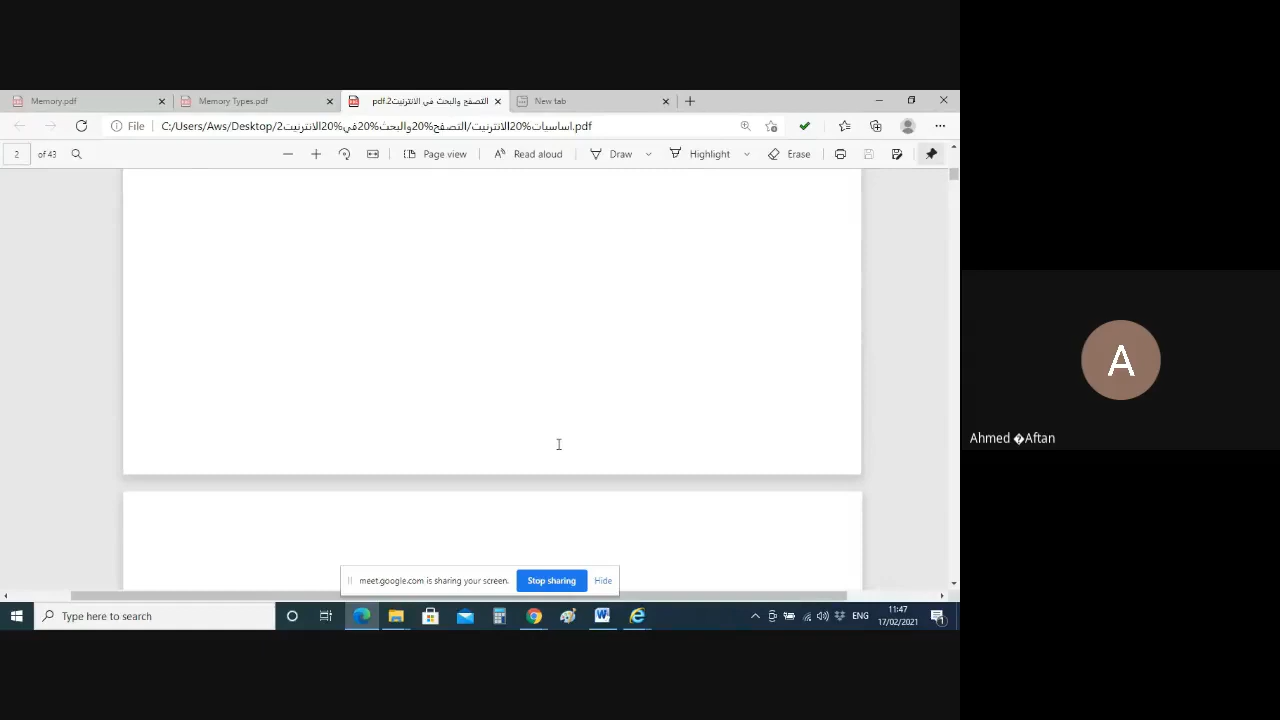 Memory.pdf
Memory Types.pdf
التصفح والبحث في الانترنيت2.pdf
New tab
File
C:/Users/Aws/Desktop/2اساسيات%20الانترنيت/التصفح%20والبحث%20في%20الانترنيت.pdf
2 of 43
Page view
Read aloud
Draw
Highlight
Erase
A
Ahmed �Aftan
meet.google.com is sharing your screen.
Stop sharing
Hide
Type here to search
ENG
11:47
17/02/2021
1